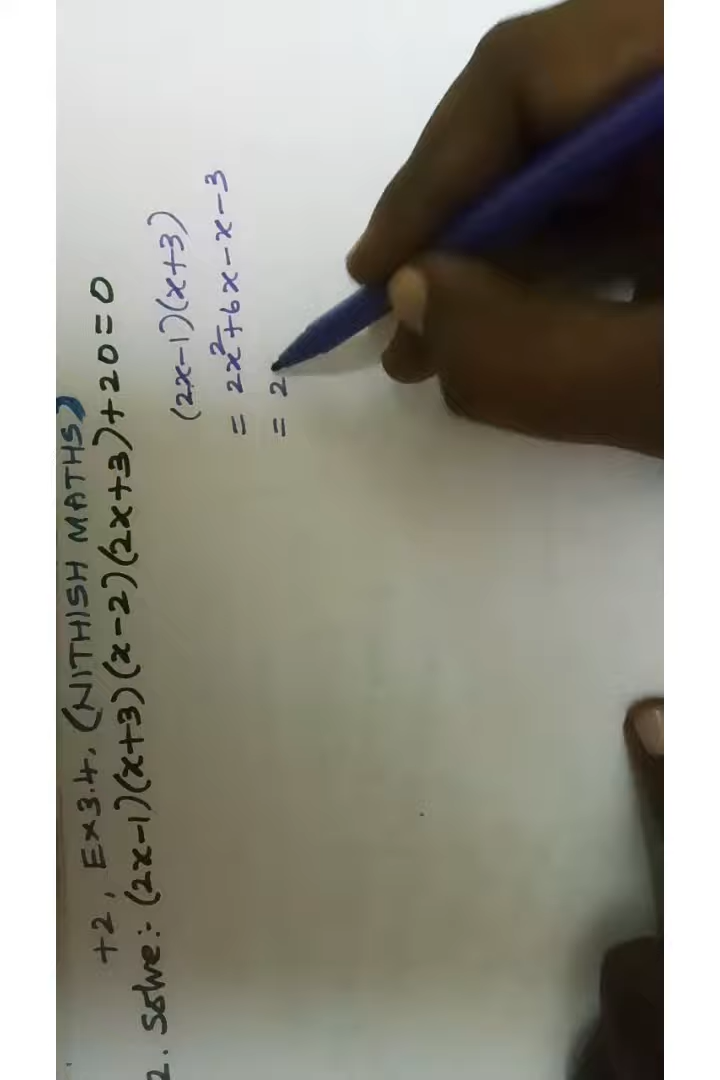 +2, Ex 3.4, (NITHISH MATHS)
2. Solve:- (2x-1)(x+3)(x-2)(2x+3)+20=0
(2x-1)(x+3)
= 2x²+6x-x-3
= 2